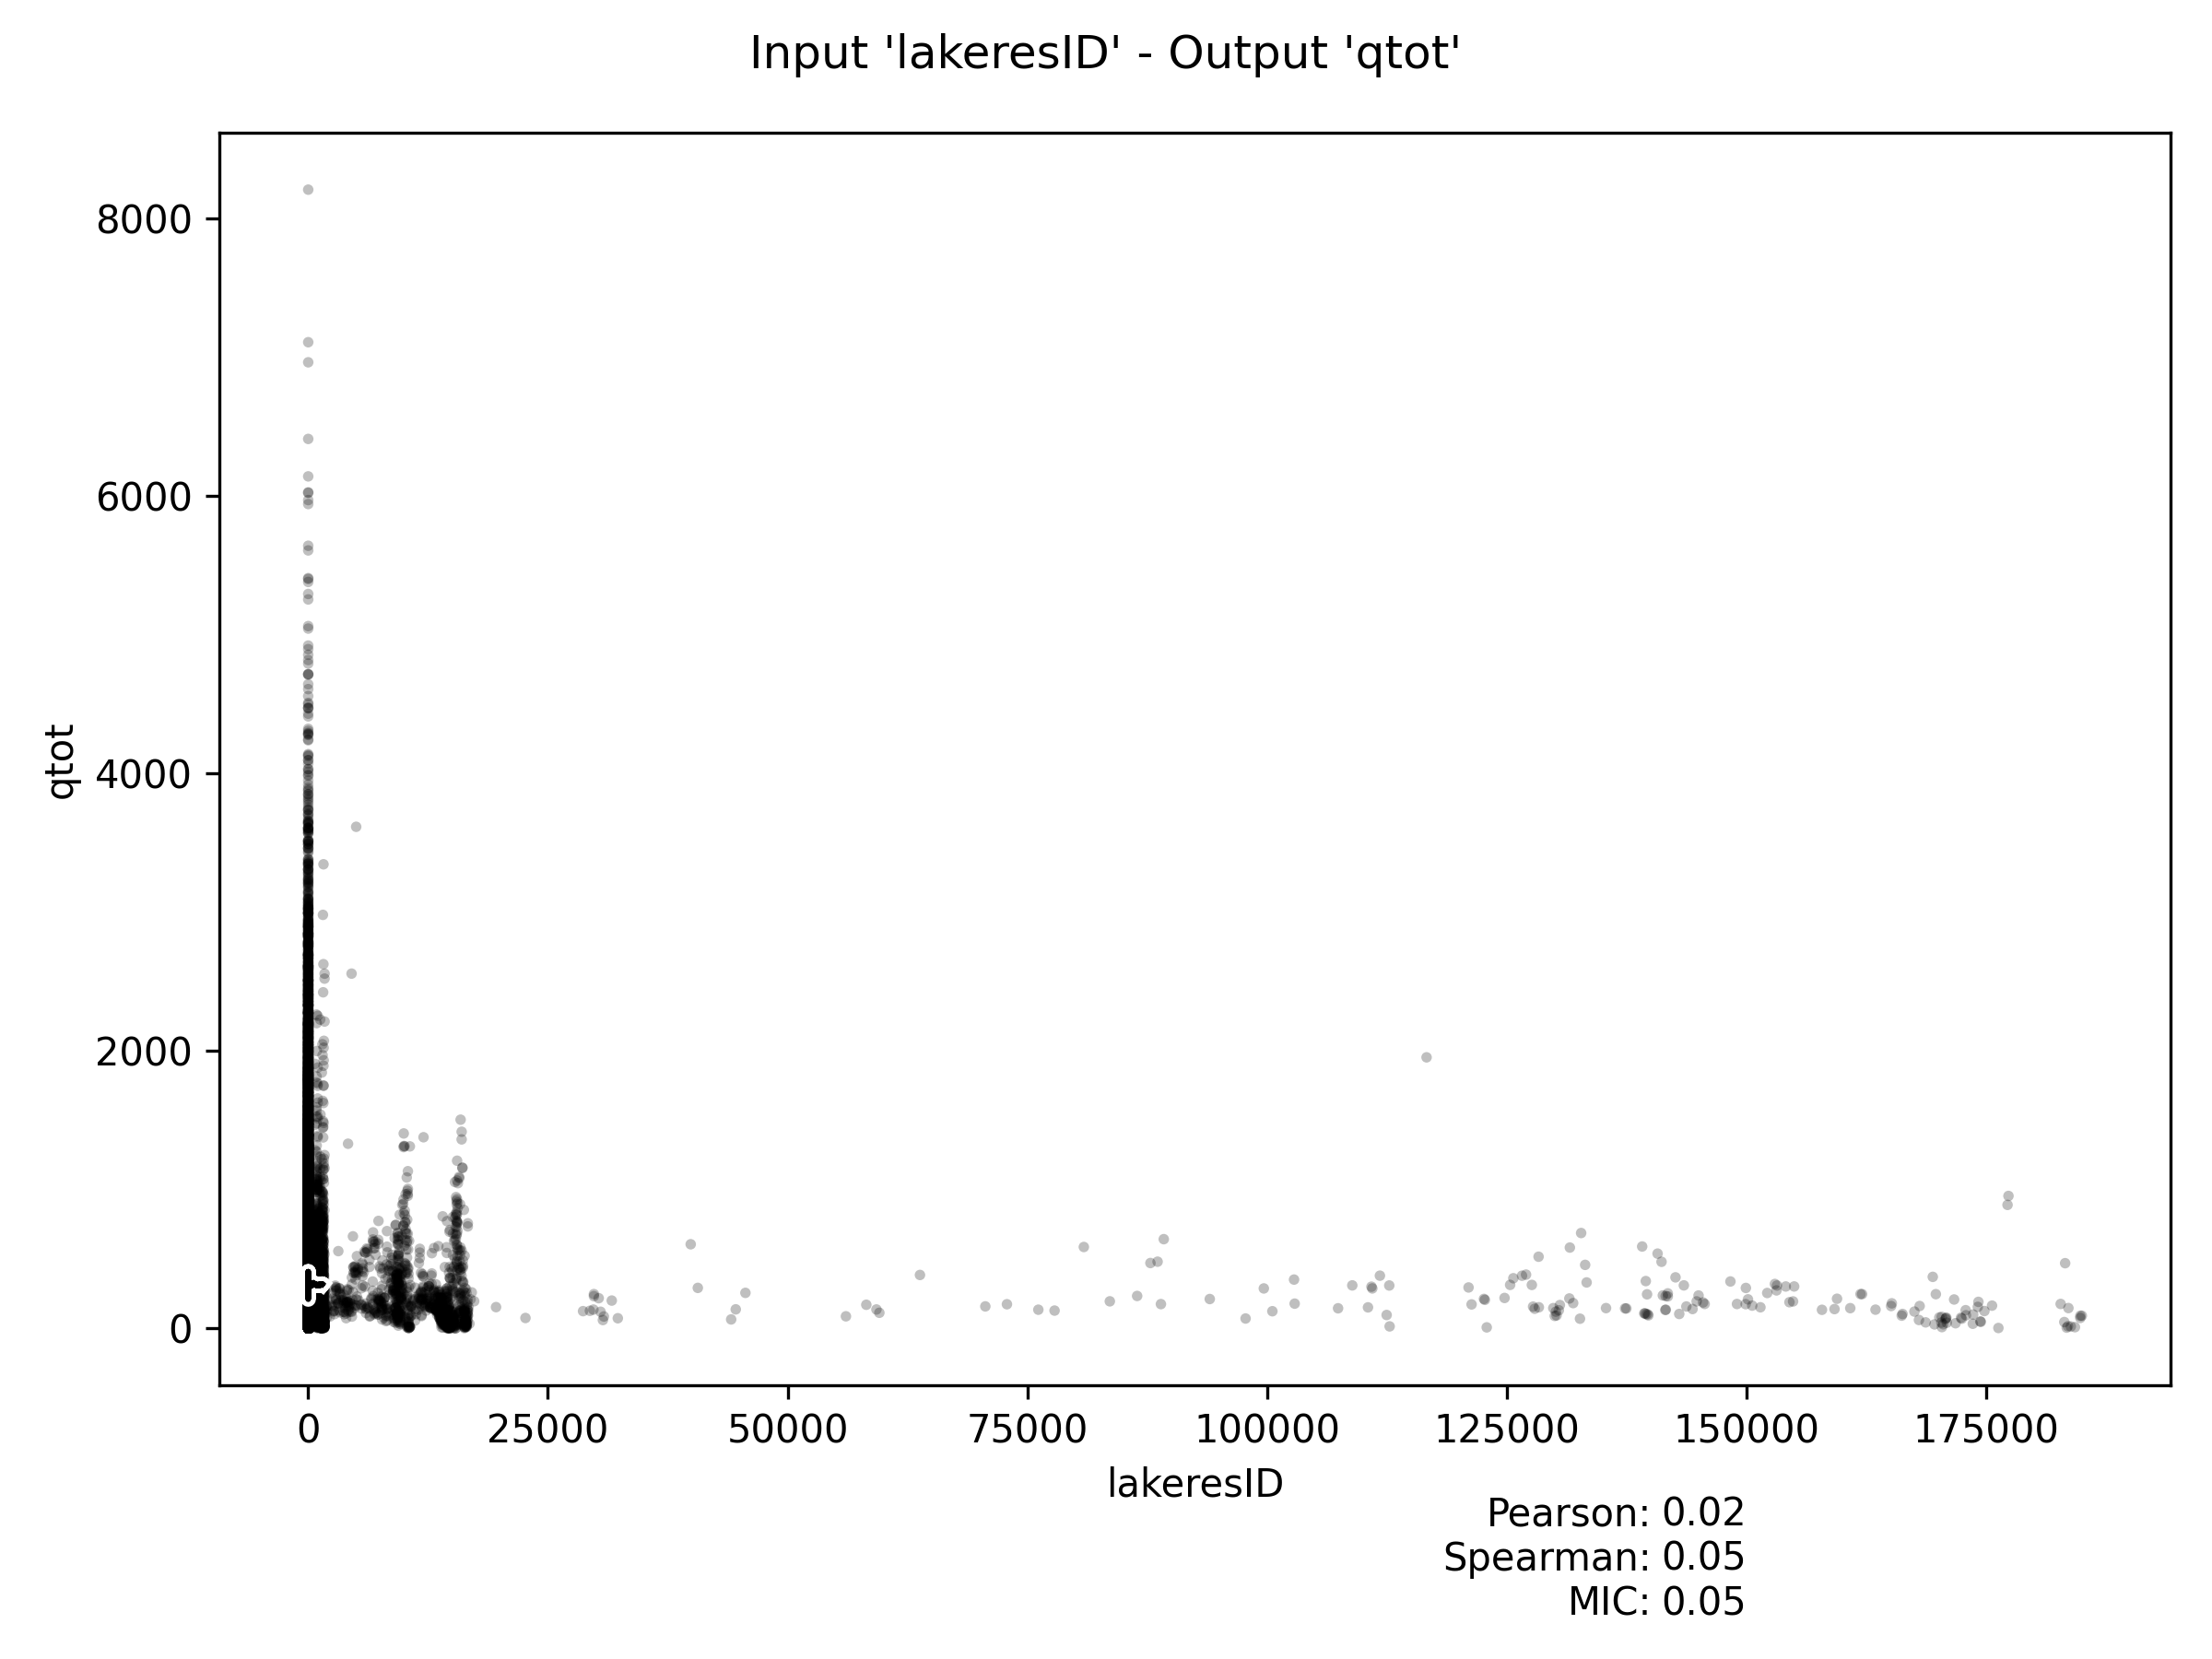 Input 'lakeresID' - Output 'qtot'
8000
6000
4000
2000
0
qtot
0 25000 50000 75000 100000 125000 150000 175000
lakeresID
Pearson: 0.02
Spearman: 0.05
MIC: 0.05